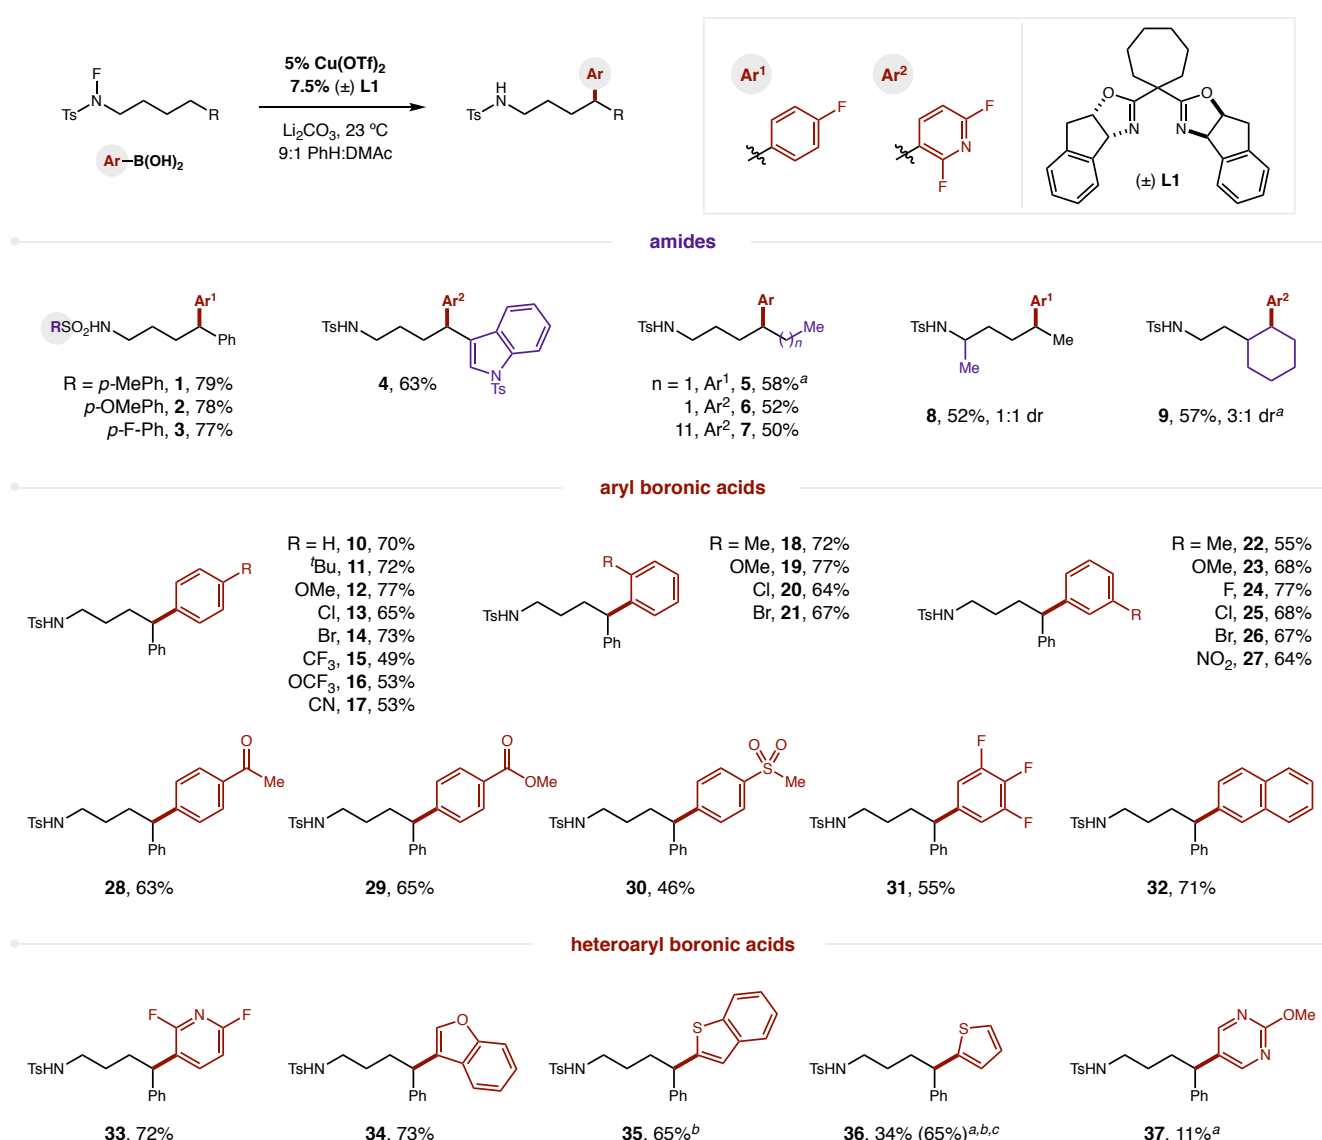 F
N
Ts
R
Ar–B(OH)2
5% Cu(OTf)2
7.5% (±) L1
Li2CO3, 23 ºC
9:1 PhH:DMAc
Ar
H
N
Ts
R
Ar1
F
Ar2
F
N
F
O
O
N
N
(±) L1
amides
Ar1
RSO2HN
Ph
R = p-MePh, 1, 79%
p-OMePh, 2, 78%
p-F-Ph, 3, 77%
Ar2
TsHN
N
Ts
4, 63%
Ar
TsHN
Me
( )n
n = 1, Ar1, 5, 58%a
1, Ar2, 6, 52%
11, Ar2, 7, 50%
Ar1
TsHN
Me
Me
8, 52%, 1:1 dr
Ar2
TsHN
9, 57%, 3:1 dra
aryl boronic acids
R
TsHN
Ph
R = H, 10, 70%
tBu, 11, 72%
OMe, 12, 77%
Cl, 13, 65%
Br, 14, 73%
CF3, 15, 49%
OCF3, 16, 53%
CN, 17, 53%
R
TsHN
Ph
R = Me, 18, 72%
OMe, 19, 77%
Cl, 20, 64%
Br, 21, 67%
TsHN
R
Ph
R = Me, 22, 55%
OMe, 23, 68%
F, 24, 77%
Cl, 25, 68%
Br, 26, 67%
NO2, 27, 64%
O
Me
TsHN
Ph
28, 63%
O
OMe
TsHN
Ph
29, 65%
O O
S
Me
TsHN
Ph
30, 46%
F
F
F
TsHN
Ph
31, 55%
TsHN
Ph
32, 71%
heteroaryl boronic acids
F N F
TsHN
Ph
33, 72%
O
TsHN
Ph
34, 73%
S
TsHN
Ph
35, 65%b
S
TsHN
Ph
36, 34% (65%)a,b,c
N
OMe
N
TsHN
Ph
37, 11%a